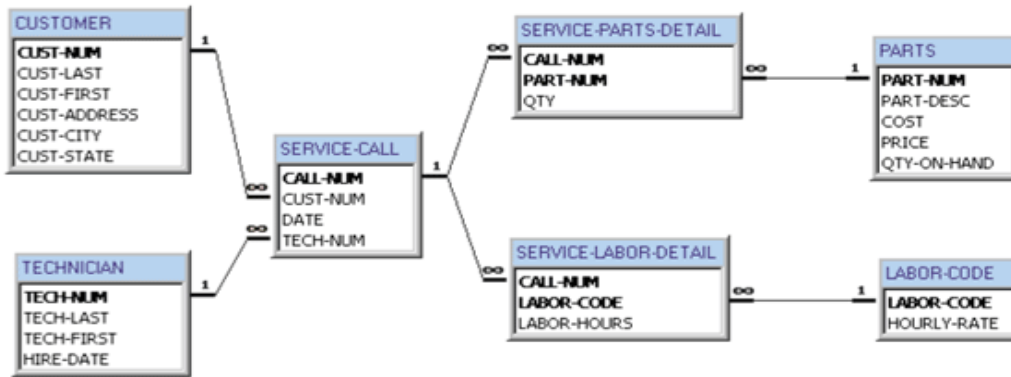 CUSTOMER
CUST-NUM
CUST-LAST
CUST-FIRST
CUST-ADDRESS
CUST-CITY
CUST-STATE
1
∞
TECHNICIAN
TECH-NUM
TECH-LAST
TECH-FIRST
HIRE-DATE
1
∞
SERVICE-CALL
CALL-NUM
CUST-NUM
DATE
TECH-NUM
1
∞
∞
SERVICE-PARTS-DETAIL
CALL-NUM
PART-NUM
QTY
∞
1
PARTS
PART-NUM
PART-DESC
COST
PRICE
QTY-ON-HAND
SERVICE-LABOR-DETAIL
CALL-NUM
LABOR-CODE
LABOR-HOURS
∞
1
LABOR-CODE
LABOR-CODE
HOURLY-RATE